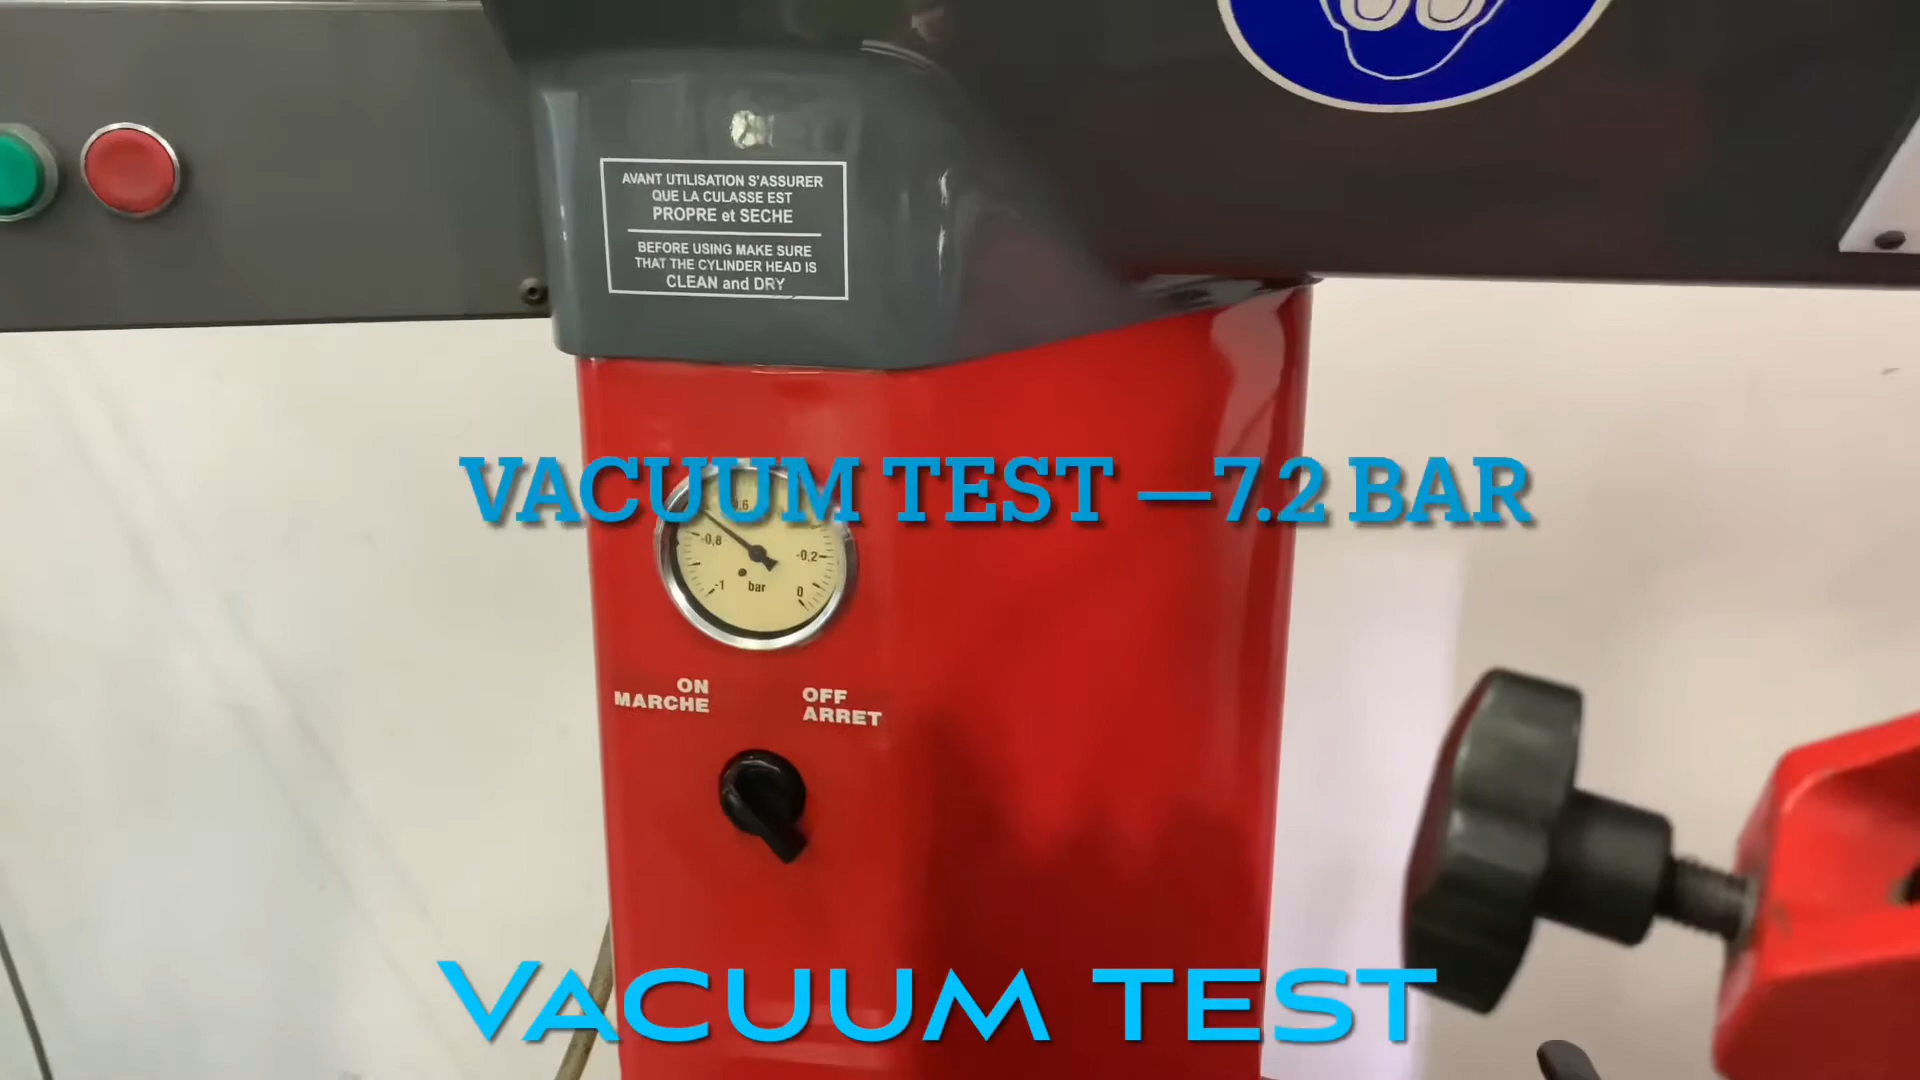 AVANT UTILISATION S'ASSURER
QUE LA CULASSE EST
PROPRE et SECHE
BEFORE USING MAKE SURE
THAT THE CYLINDER HEAD IS
CLEAN and DRY
VACUUM TEST —7.2 BAR
-0,8
-0,2
-1
bar
0
ON
MARCHE
OFF
ARRET
VACUUM TEST